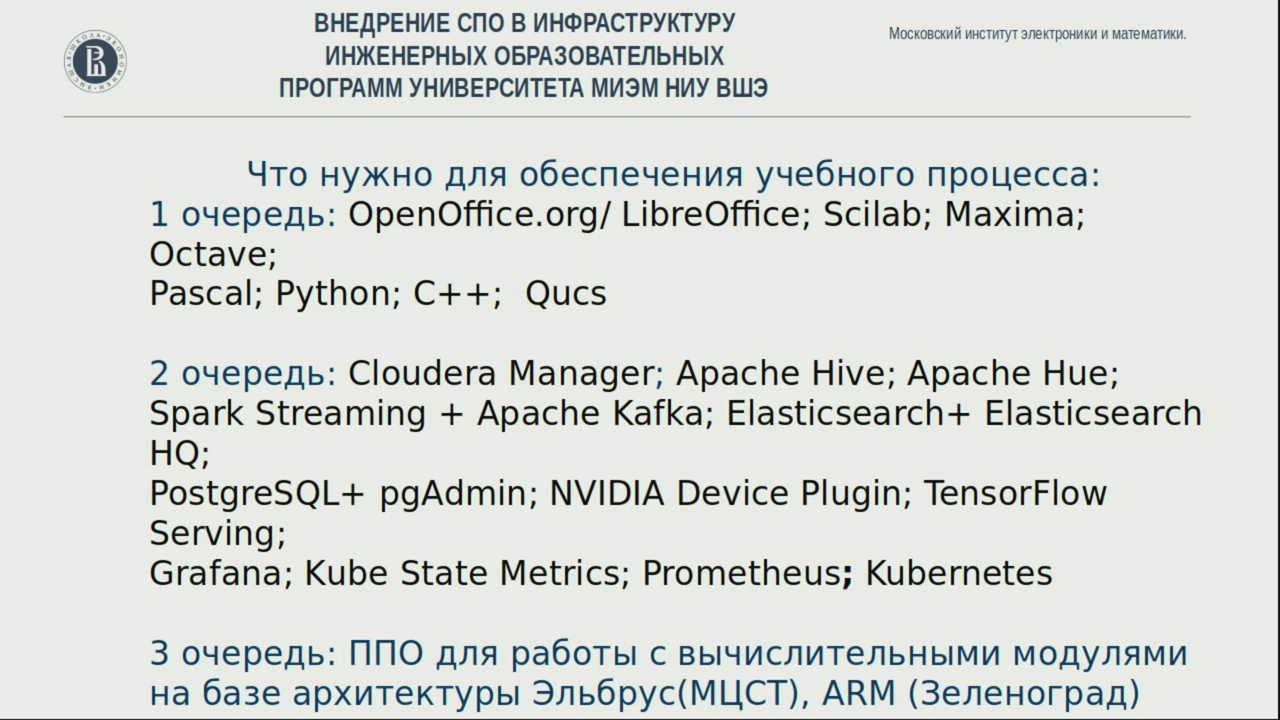 ВНЕДРЕНИЕ СПО В ИНФРАСТРУКТУРУ
ИНЖЕНЕРНЫХ ОБРАЗОВАТЕЛЬНЫХ
ПРОГРАММ УНИВЕРСИТЕТА МИЭМ НИУ ВШЭ
Московский институт электроники и математики.
Что нужно для обеспечения учебного процесса:
1 очередь: OpenOffice.org/ LibreOffice; Scilab; Maxima;
Octave;
Pascal; Python; C++;  Qucs
2 очередь: Cloudera Manager; Apache Hive; Apache Hue;
Spark Streaming + Apache Kafka; Elasticsearch+ Elasticsearch
HQ;
PostgreSQL+ pgAdmin; NVIDIA Device Plugin; TensorFlow
Serving;
Grafana; Kube State Metrics; Prometheus; Kubernetes
3 очередь: ППО для работы с вычислительными модулями
на базе архитектуры Эльбрус(МЦСТ), ARM (Зеленоград)